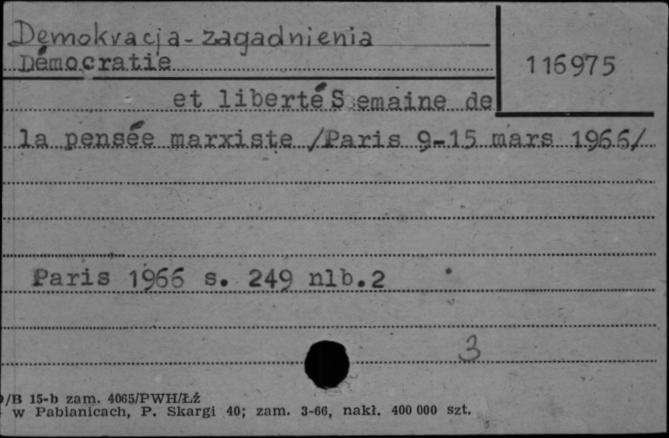 Demokracja - zagadnienia
Démocratie
116975
et liberté Semaine de
la pensée marxiste /Paris 9-15 mars 1966/
Paris 1966 s. 249 nlb.2
3
/B 15-b zam. 4065/PWH/Łż
w Pabianicach, P. Skargi 40; zam. 3-66, nakł. 400 000 szt.